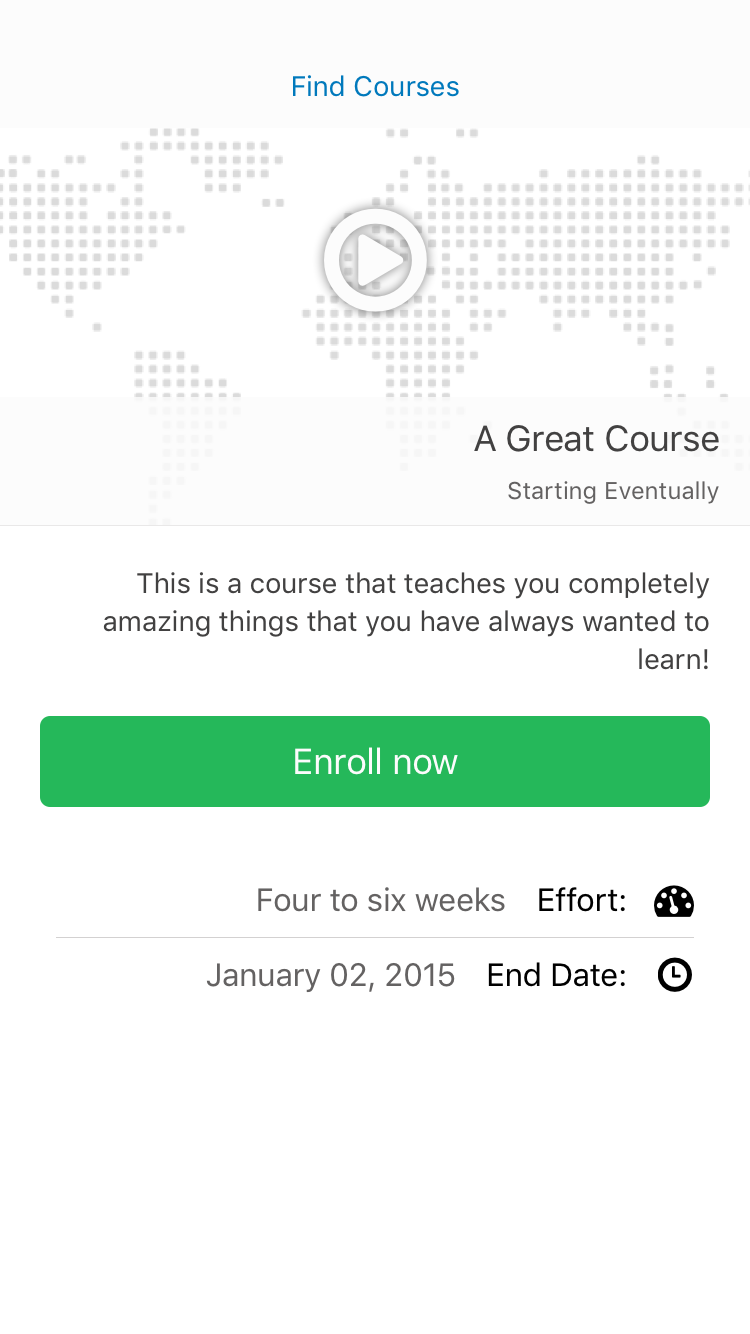 Find Courses
A Great Course
Starting Eventually
This is a course that teaches you completely
amazing things that you have always wanted to
learn!
Enroll now
Effort: Four to six weeks
End Date: January 02, 2015